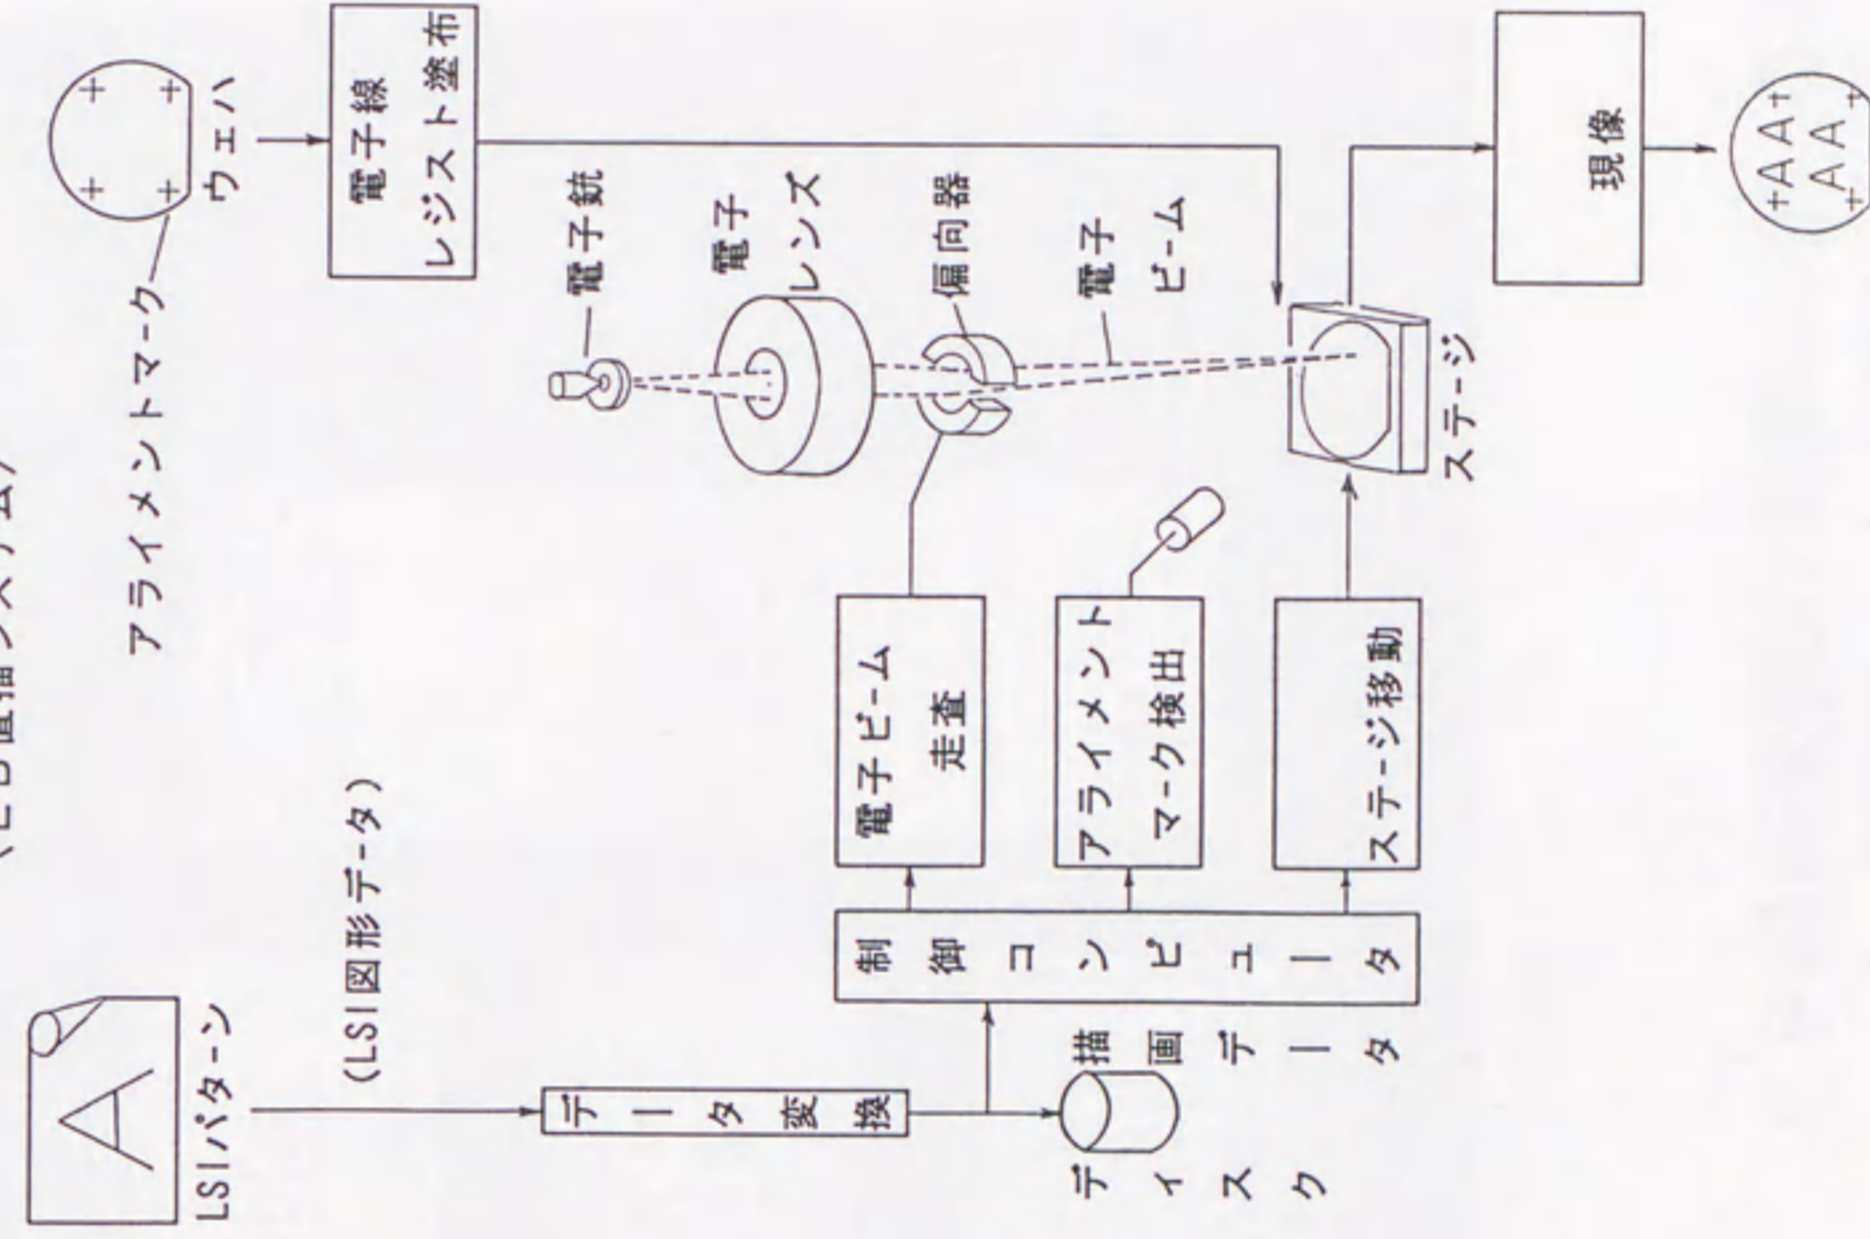 アライメントマーク
ウェハ
電子線
レジスト塗布
電子銃
電子
レンズ
偏向器
電子
ビーム
ステージ
現像
A A
A A
A
LSIパターン
(LSI図形データ)
データ変換
描画データ
ディスク
制御コンピュータ
電子ビーム
走査
アライメント
マーク検出
ステージ移動